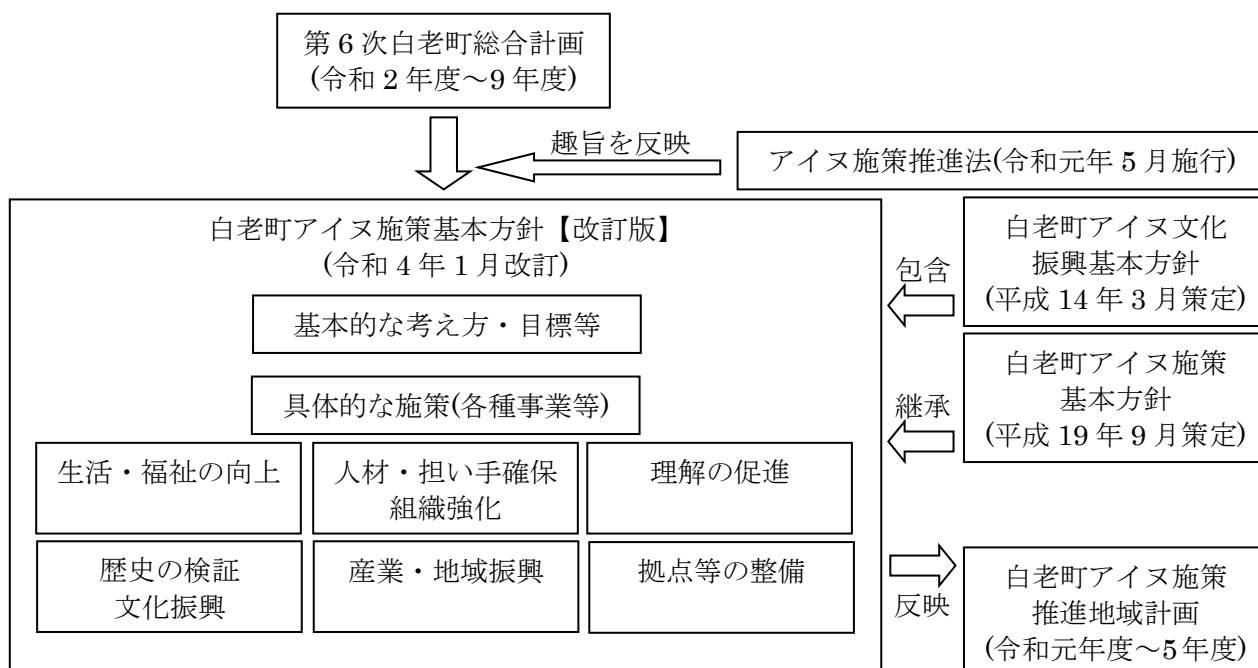 第 6 次白老町総合計画
(令和 2 年度～9 年度)
趣旨を反映
アイヌ施策推進法(令和元年 5 月施行)
白老町アイヌ施策基本方針【改訂版】
(令和 4 年 1 月改訂)
基本的な考え方・目標等
具体的な施策(各種事業等)
生活・福祉の向上
人材・担い手確保
組織強化
理解の促進
歴史の検証
文化振興
産業・地域振興
拠点等の整備
包含
白老町アイヌ文化
振興基本方針
(平成 14 年 3 月策定)
継承
白老町アイヌ施策
基本方針
(平成 19 年 9 月策定)
反映
白老町アイヌ施策
推進地域計画
(令和元年度～5 年度)